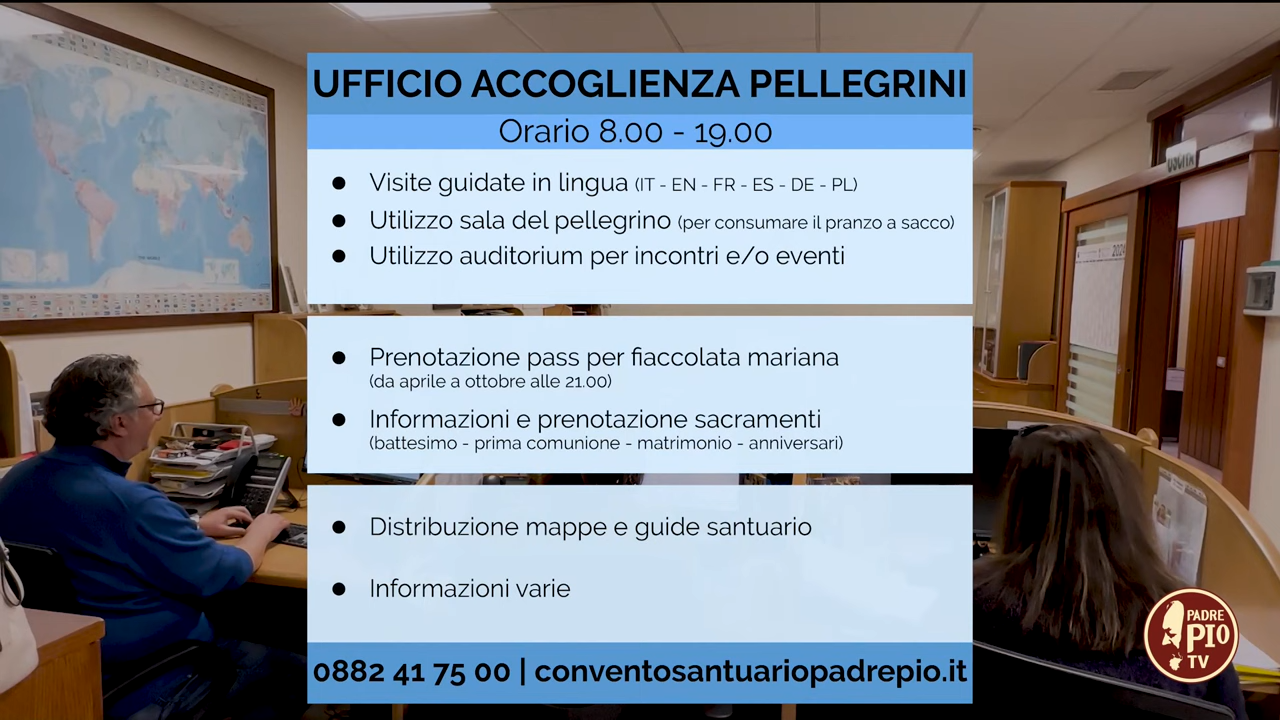 UFFICIO ACCOGLIENZA PELLEGRINI
Orario 8.00 - 19.00
● Visite guidate in lingua (IT - EN - FR - ES - DE - PL)
● Utilizzo sala del pellegrino (per consumare il pranzo a sacco)
● Utilizzo auditorium per incontri e/o eventi
● Prenotazione pass per fiaccolata mariana
(da aprile a ottobre alle 21.00)
● Informazioni e prenotazione sacramenti
(battesimo - prima comunione - matrimonio - anniversari)
● Distribuzione mappe e guide santuario
● Informazioni varie
0882 41 75 00 | conventosantuariopadrepio.it
USCITA
PADRE
PIO
TV